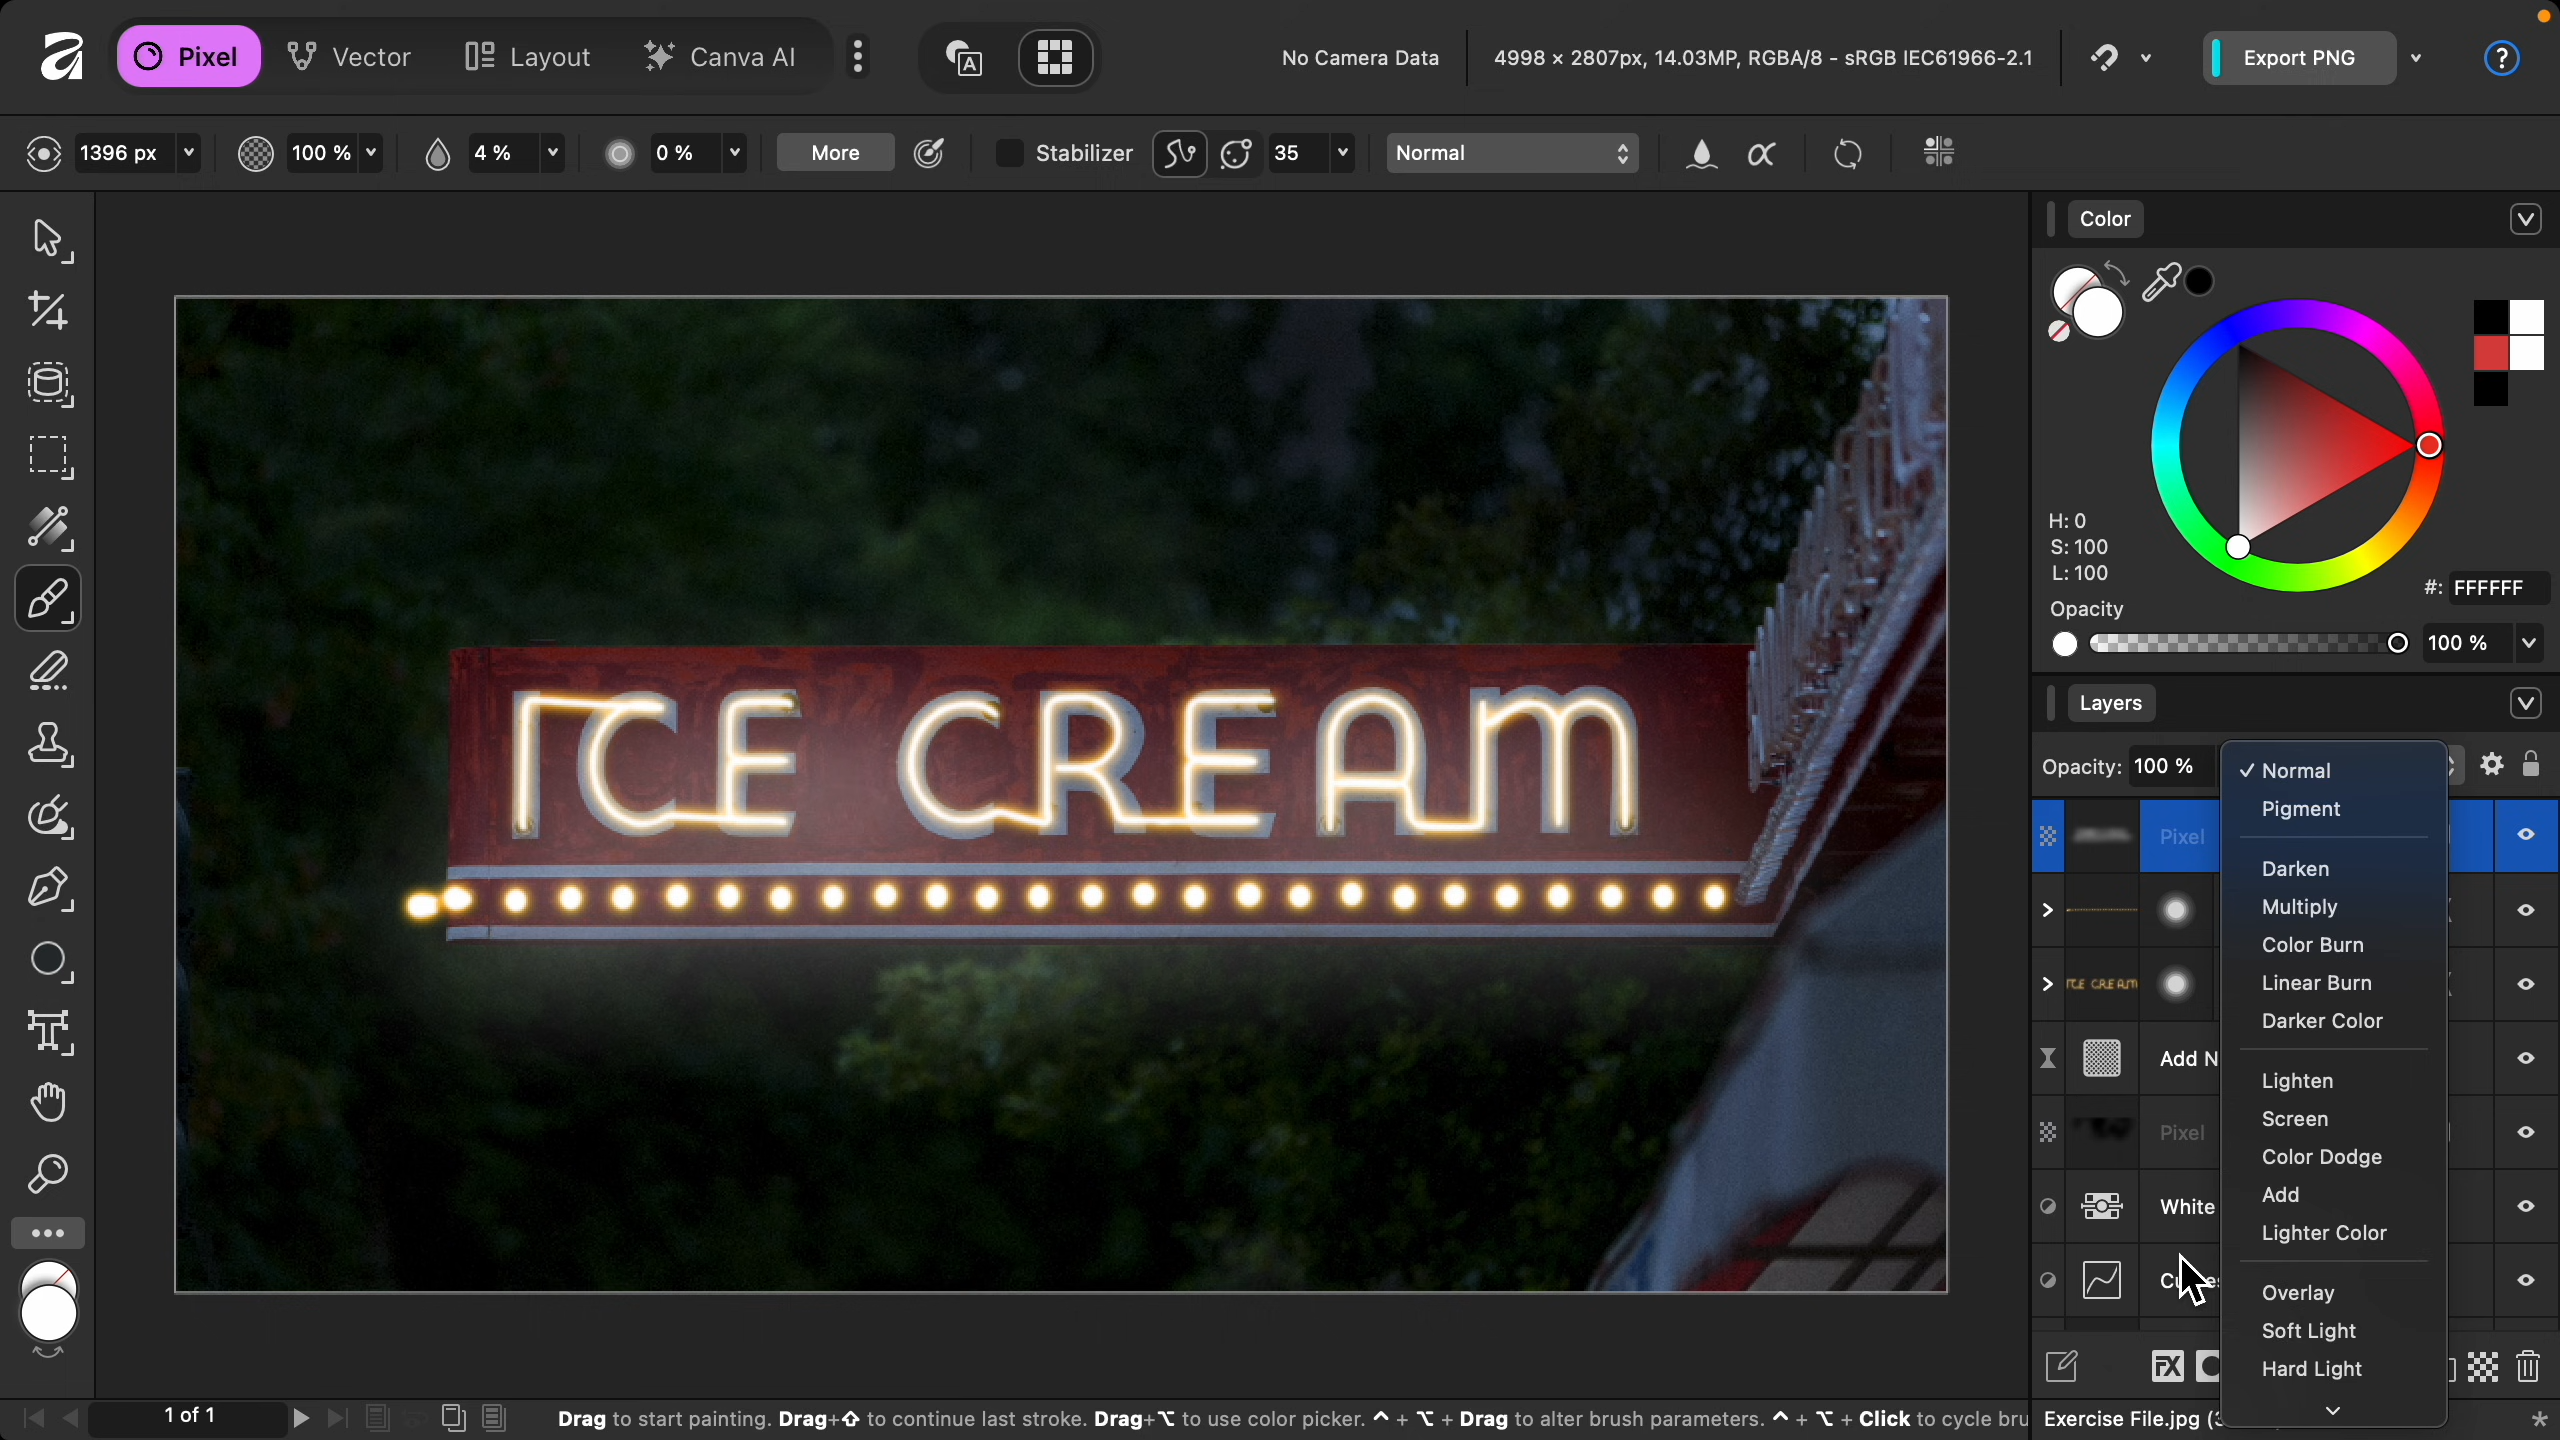 Pixel
Vector
Layout
Canva AI
A
No Camera Data
4998 × 2807px, 14.03MP, RGBA/8 - sRGB IEC61966-2.1
Export PNG
?
1396 px
100 %
4 %
0 %
More
Stabilizer
35
Normal
α
Color
H: 0
S: 100
L: 100
#: FFFFFF
Opacity
100 %
Layers
Opacity: 100 %
Pixel
ICE CREAM
Add N
Pixel
White
FX
Normal
Pigment
Darken
Multiply
Color Burn
Linear Burn
Darker Color
Lighten
Screen
Color Dodge
Add
Lighter Color
Overlay
Soft Light
Hard Light
ICE CREAM
1 of 1
Drag to start painting. Drag+⇧ to continue last stroke. Drag+⌥ to use color picker. ^ + ⌥ + Drag to alter brush parameters. ^ + ⌥ + Click to cycle bru
Exercise File.jpg (3
*